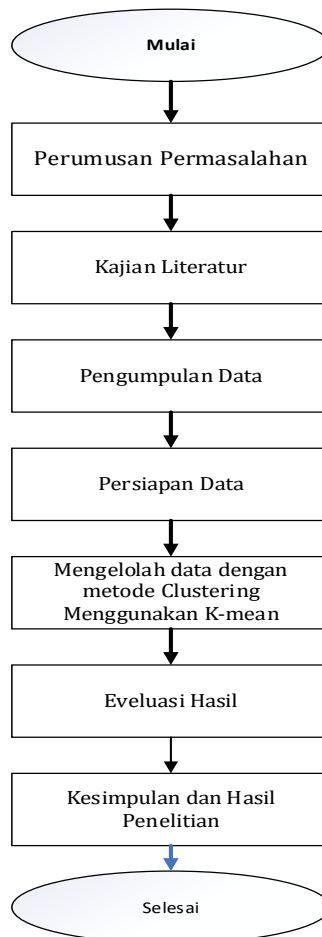 Mulai
Perumusan Permasalahan
Kajian Literatur
Pengumpulan Data
Persiapan Data
Mengelolah data dengan
metode Clustering
Menggunakan K-mean
Eveluasi Hasil
Kesimpulan dan Hasil
Penelitian
Selesai